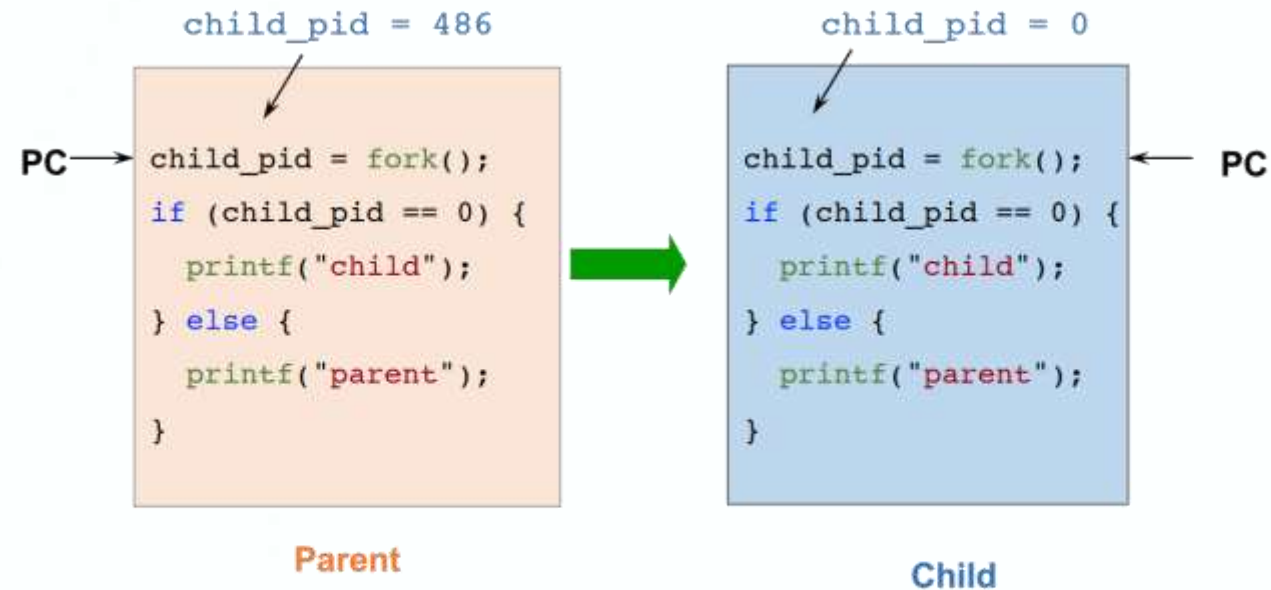 child_pid = 486
child_pid = 0
PC
child_pid = fork();
if (child_pid == 0) {
printf("child");
} else {
printf("parent");
}
child_pid = fork();
if (child_pid == 0) {
printf("child");
} else {
printf("parent");
}
PC
Parent
Child